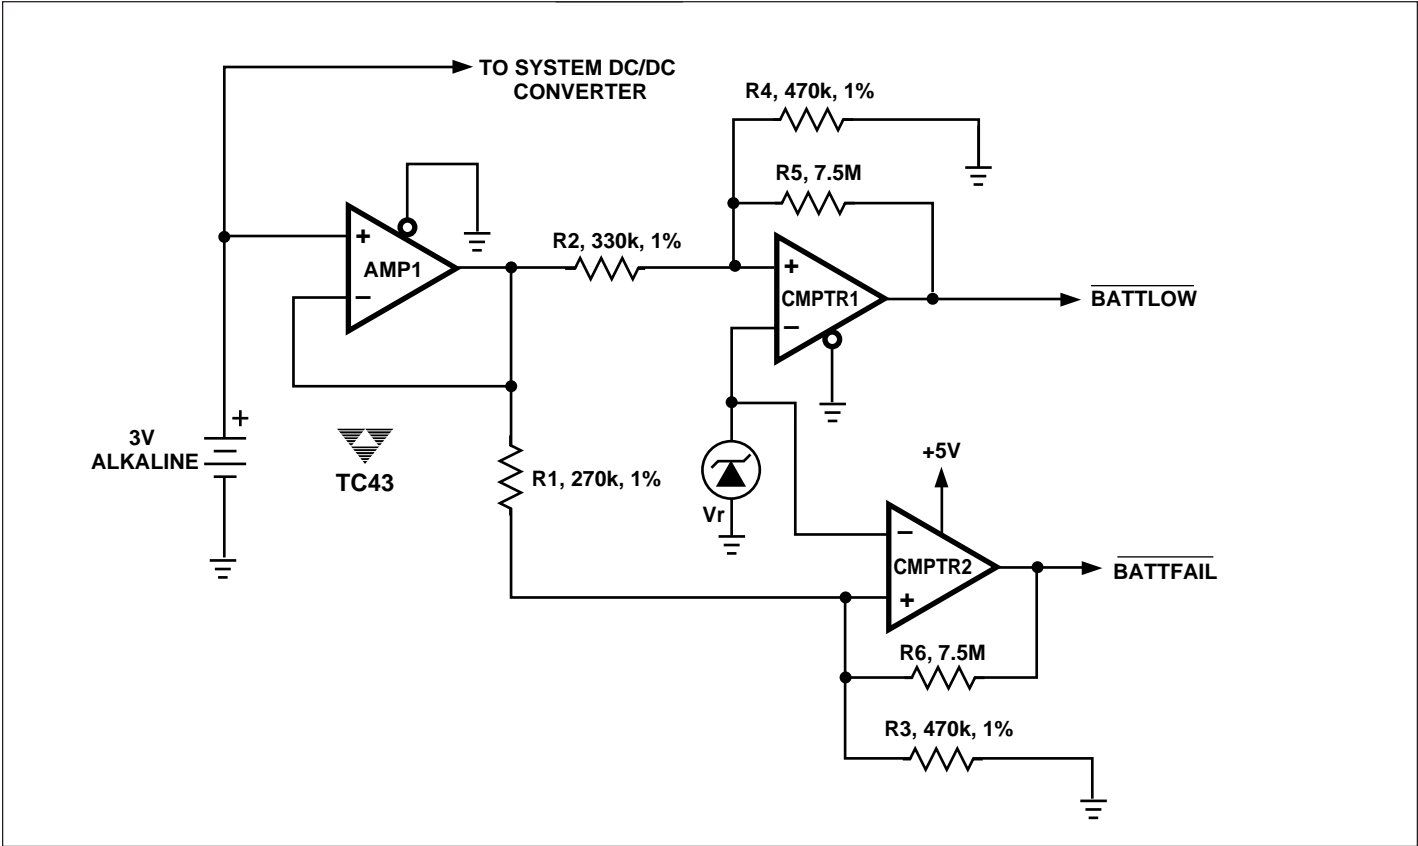 TO SYSTEM DC/DC
CONVERTER
R4, 470k, 1%
R5, 7.5M
R2, 330k, 1%
+
AMP1
−
+
CMPTR1
−
BATTLOW
+
3V
ALKALINE
TC43
R1, 270k, 1%
Vr
+5V
−
CMPTR2
+
BATTFAIL
R6, 7.5M
R3, 470k, 1%